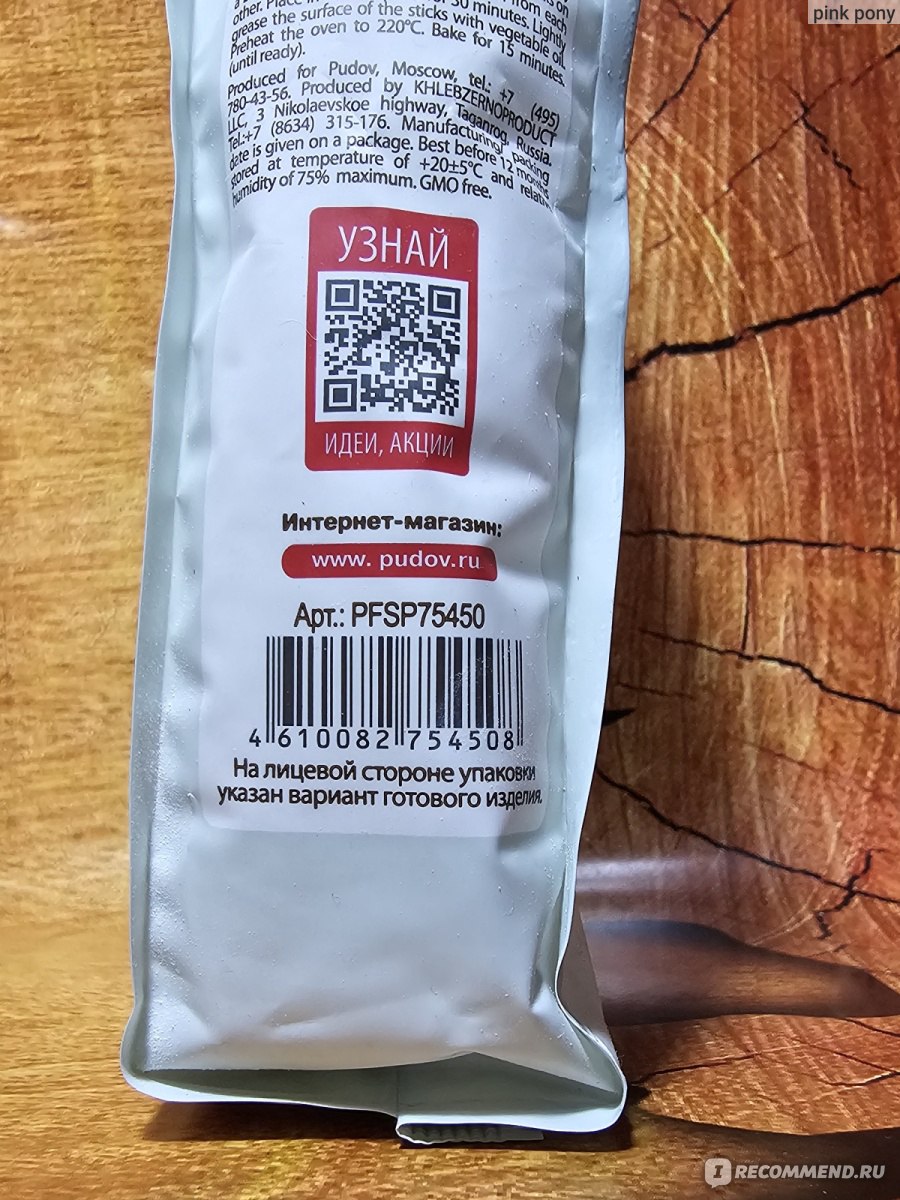 pink pony
other. Place in
from each
30 minutes. Lightly
grease the surface of the sticks with vegetable oil.
Preheat the oven to 220°C. Bake for 15 minutes
(until ready).
Produced for Pudov, Moscow, tel.: +7 (495)
780-43-56. Produced by KHLEBZERNOPRODUCT
LLC, 3 Nikolaevskoe highway, Taganrog, Russia.
Tel.:+7 (8634) 315-176. Manufacturing/ packing
date is given on a package. Best before 12 months
stored at temperature of +20±5°C and relative
humidity of 75% maximum. GMO free.
УЗНАЙ
ИДЕИ, АКЦИИ
Интернет-магазин:
www. pudov.ru
Арт.: PFSP75450
4 610082 754508
На лицевой стороне упаковки
указан вариант готового изделия.
IRECOMMEND.RU